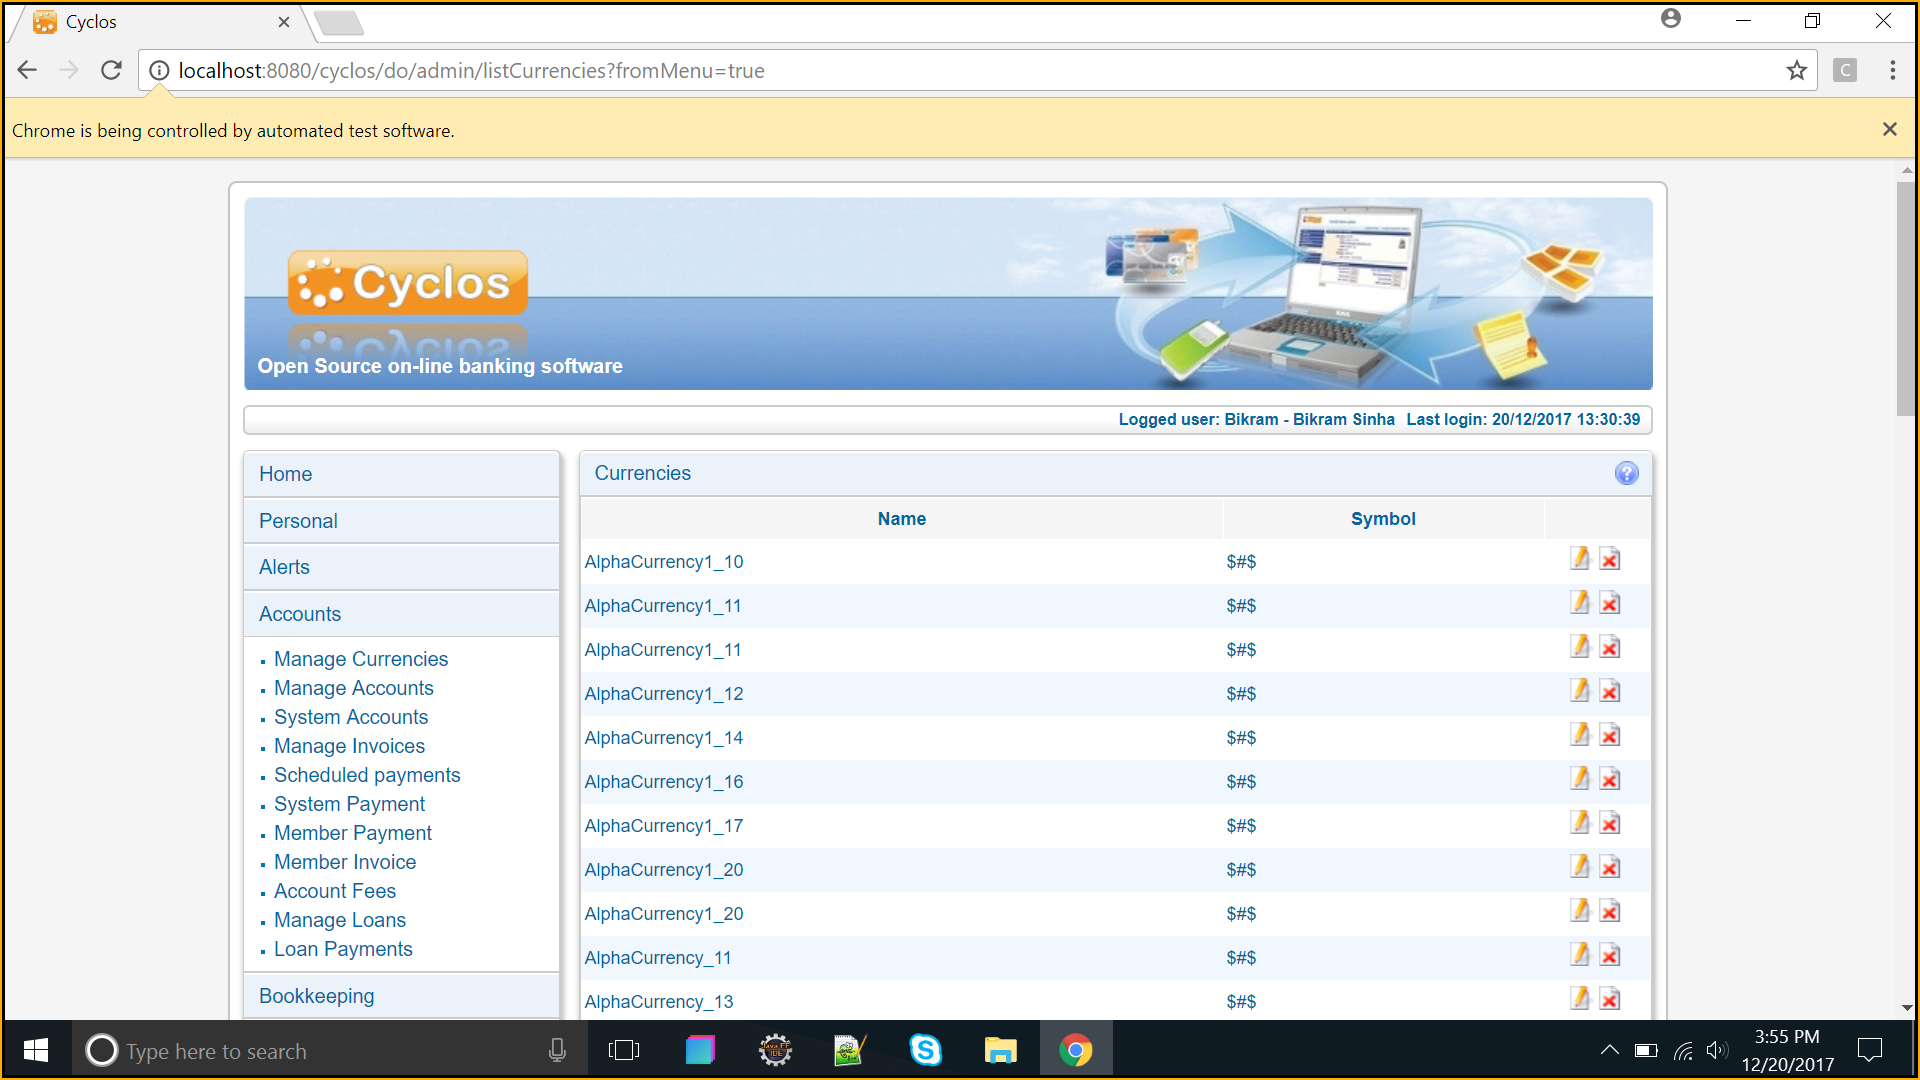 Cyclos
localhost:8080/cyclos/do/admin/listCurrencies?fromMenu=true
C
Chrome is being controlled by automated test software.
Cyclos
Open Source on-line banking software
Logged user: Bikram - Bikram Sinha Last login: 20/12/2017 13:30:39
Home
Personal
Alerts
Accounts
Manage Currencies
Manage Accounts
System Accounts
Manage Invoices
Scheduled payments
System Payment
Member Payment
Member Invoice
Account Fees
Manage Loans
Loan Payments
Bookkeeping
Currencies
?
Name Symbol
AlphaCurrency1_10 $#$
AlphaCurrency1_11 $#$
AlphaCurrency1_11 $#$
AlphaCurrency1_12 $#$
AlphaCurrency1_14 $#$
AlphaCurrency1_16 $#$
AlphaCurrency1_17 $#$
AlphaCurrency1_20 $#$
AlphaCurrency1_20 $#$
AlphaCurrency_11 $#$
AlphaCurrency_13 $#$
Type here to search
3:55 PM
12/20/2017